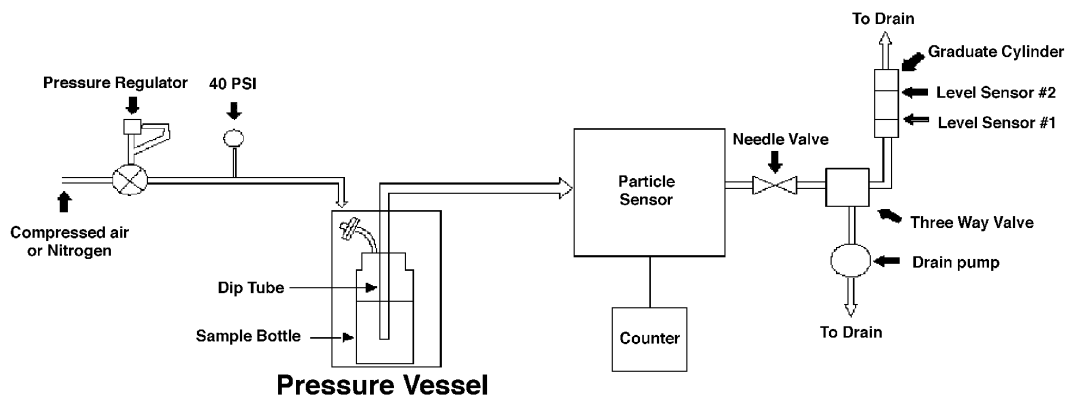 To Drain
Graduate Cylinder
Pressure Regulator
40 PSI
Level Sensor #2
Level Sensor #1
Needle Valve
Particle
Sensor
Compressed air
or Nitrogen
Three Way Valve
Drain pump
Dip Tube
Sample Bottle
Counter
To Drain
Pressure Vessel